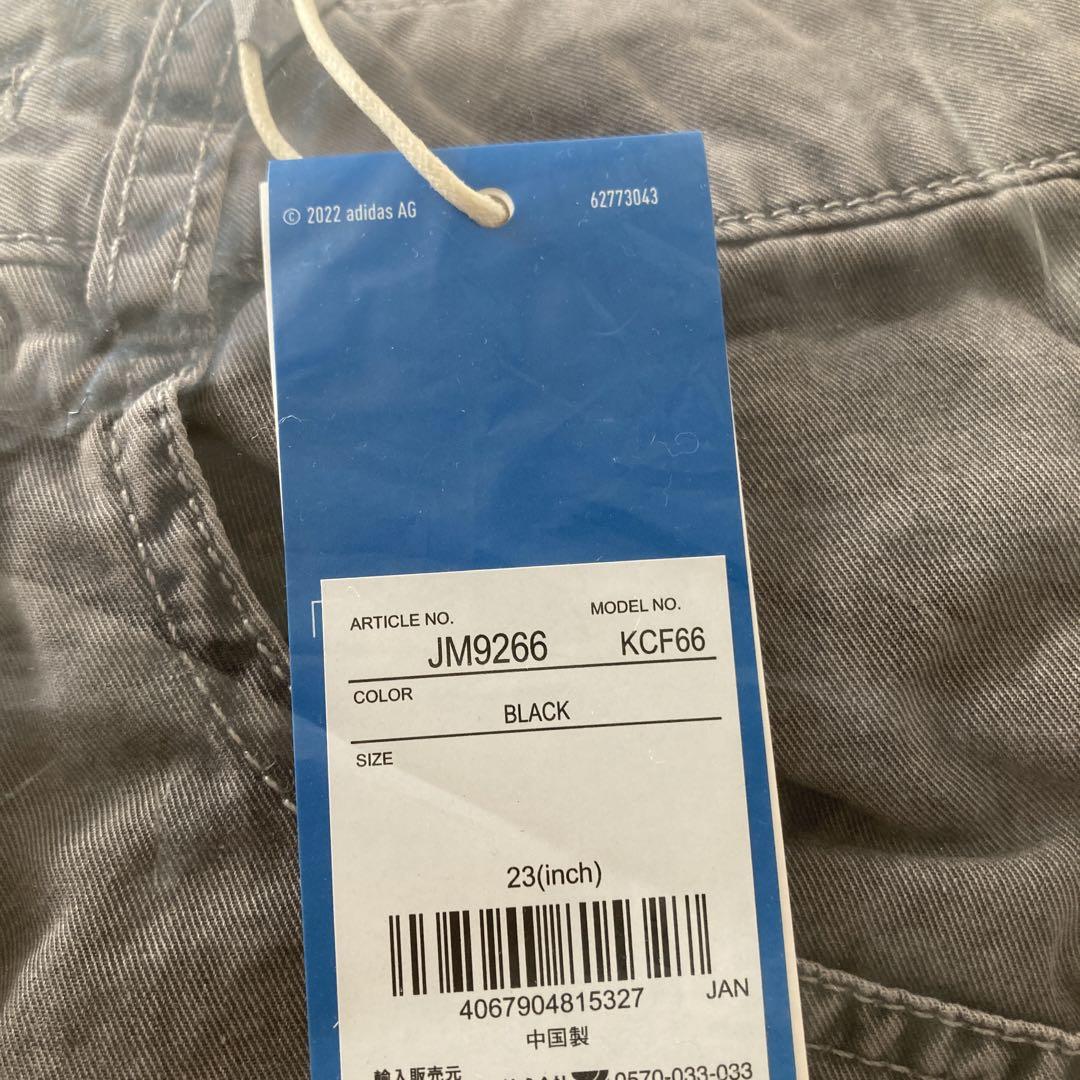 © 2022 adidas AG 62773043
ARTICLE NO. MODEL NO.
JM9266 KCF66
COLOR
BLACK
SIZE
23(inch)
4067904815327 JAN
中国製
輸入販売元
0570-033-033